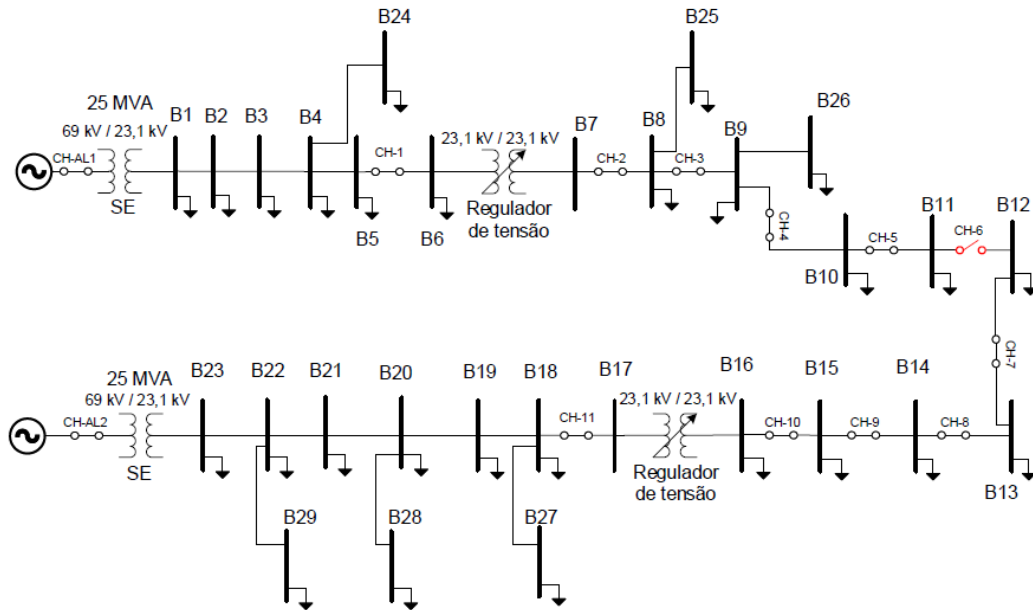 B24
B25
25 MVA
69 kV / 23,1 kV
B1
B2
B3
B4
23,1 kV / 23,1 kV
B7
B8
B9
B26
CH-AL1
CH-1
CH-2
CH-3
SE
B5
B6
Regulador
de tensão
CH-4
B10
CH-5
B11
CH-6
B12
CH-7
25 MVA
69 kV / 23,1 kV
B23
B22
B21
B20
B19
B18
B17
23,1 kV / 23,1 kV
B16
B15
B14
CH-AL2
CH-11
CH-10
CH-9
CH-8
SE
Regulador
de tensão
B13
B29
B28
B27